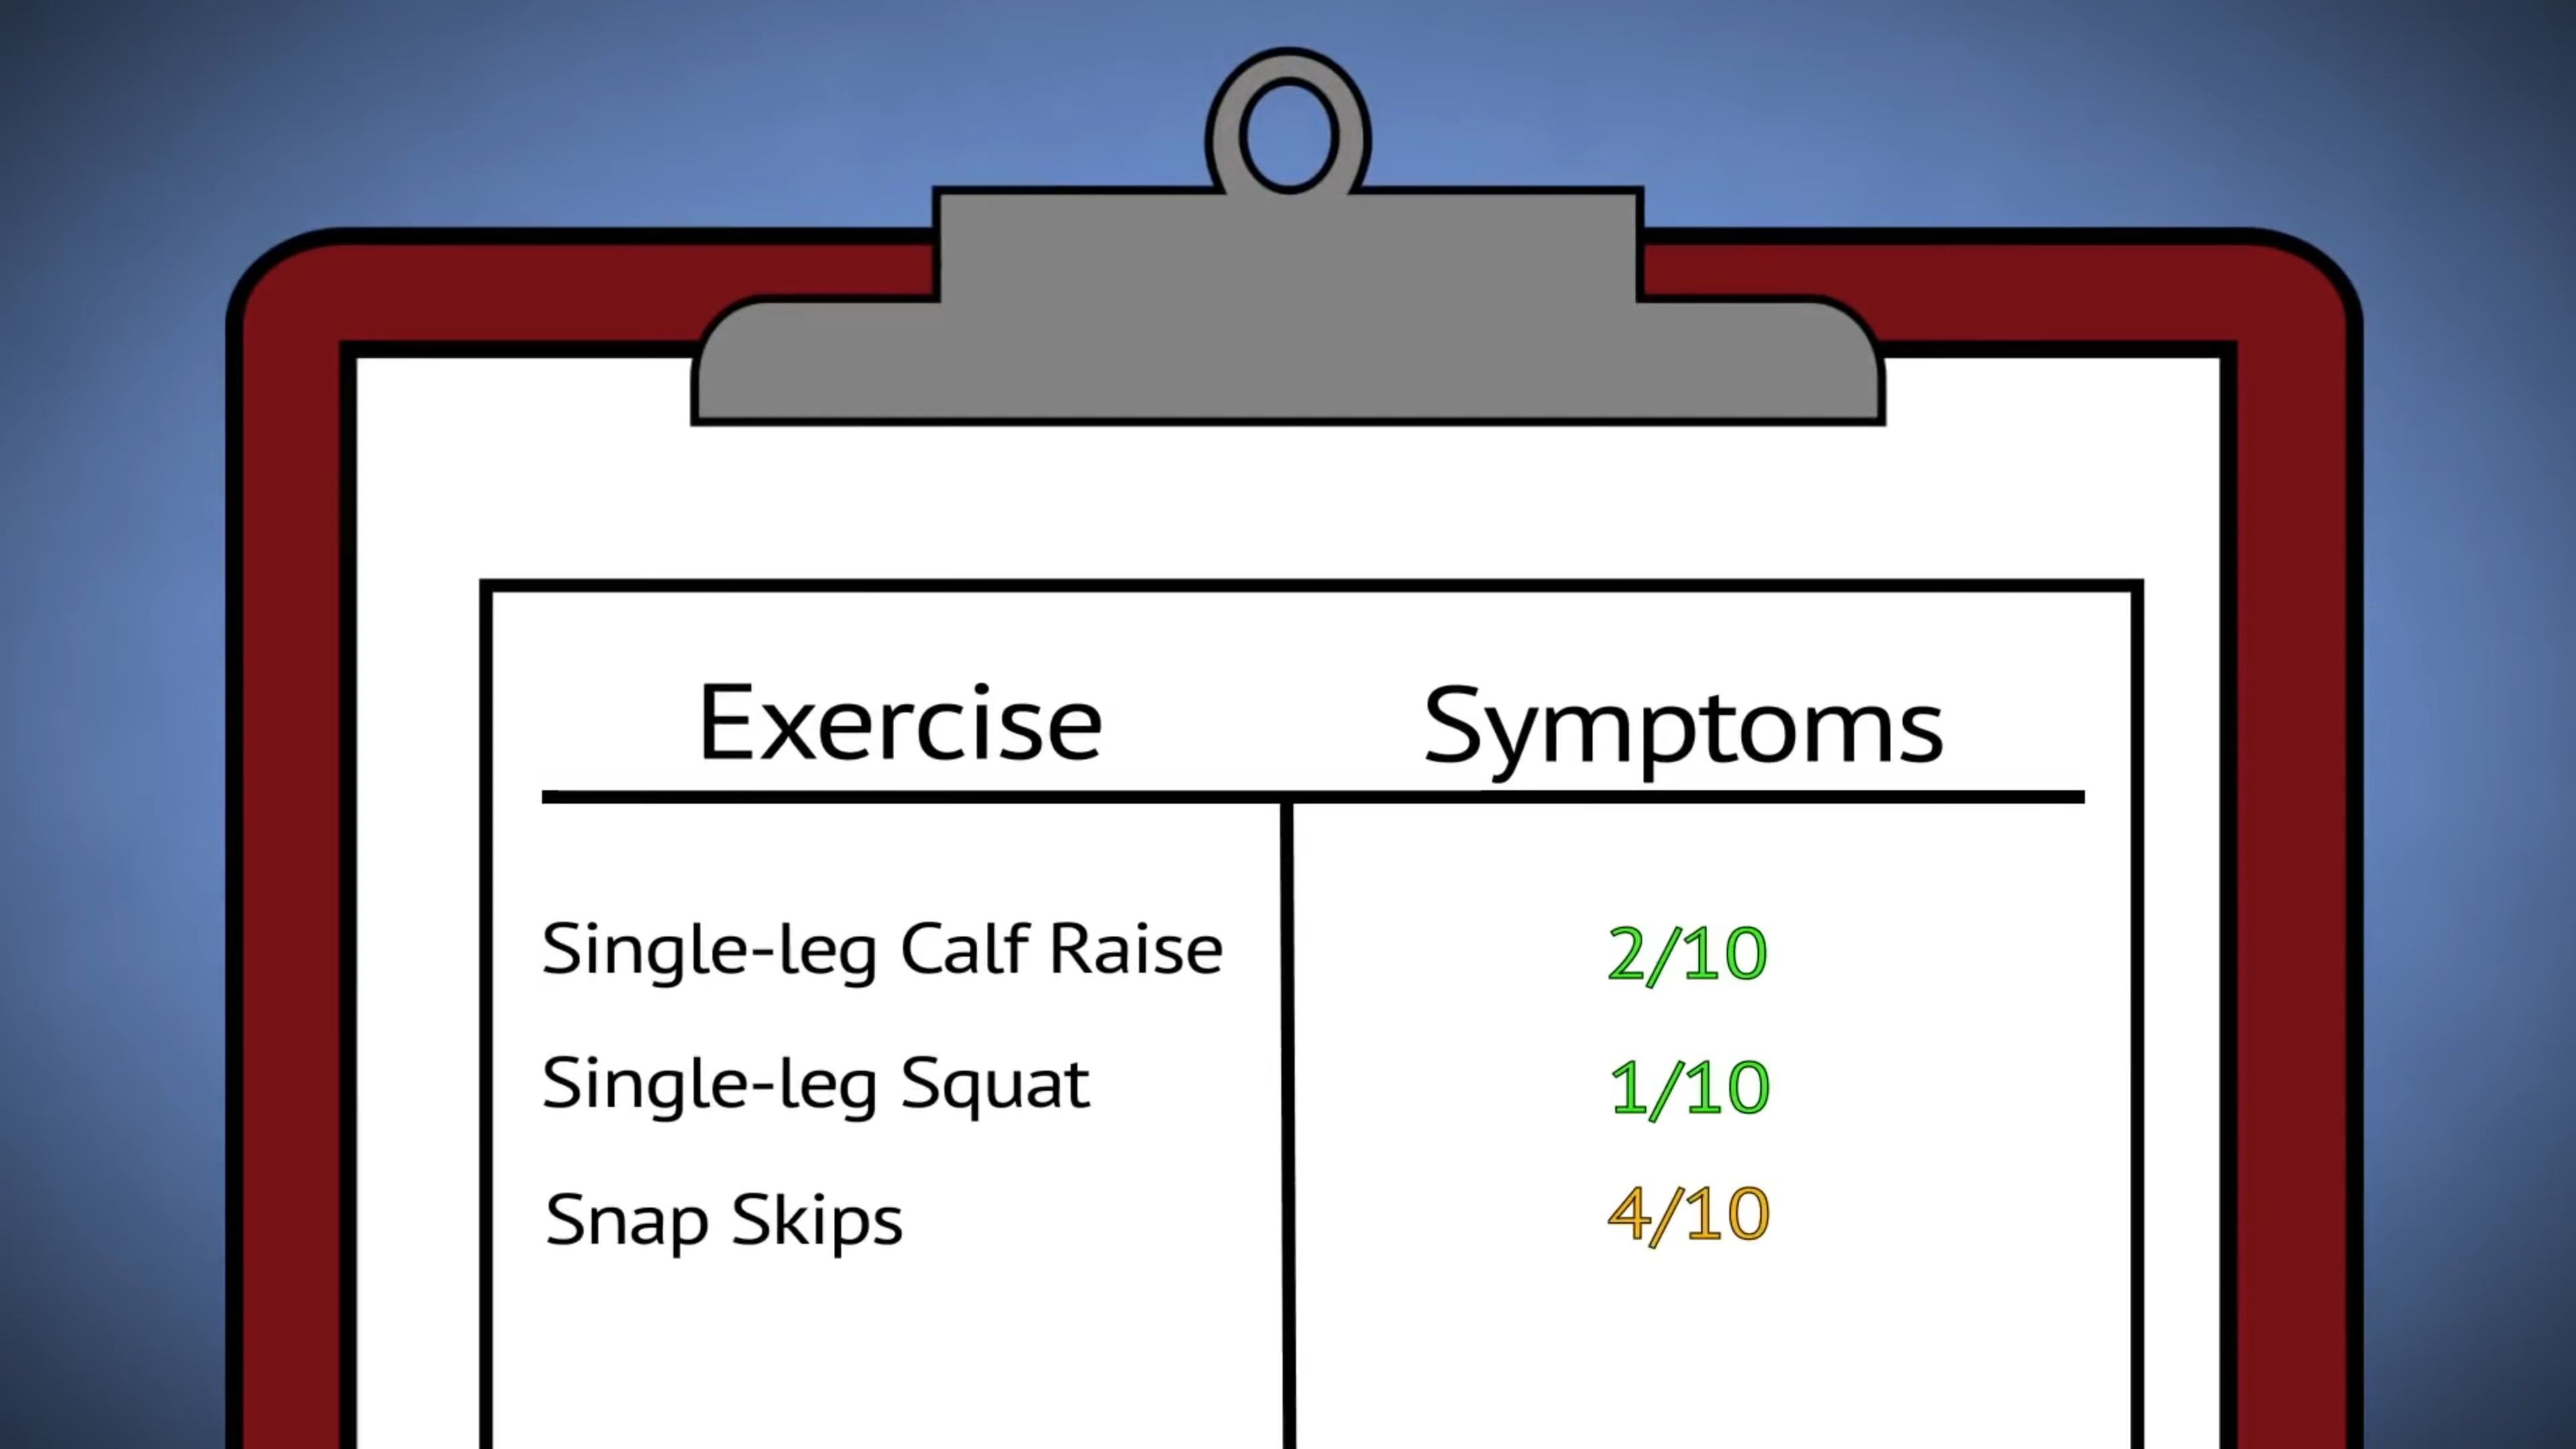 Exercise Symptoms
Single-leg Calf Raise 2/10
Single-leg Squat 1/10
Snap Skips 4/10